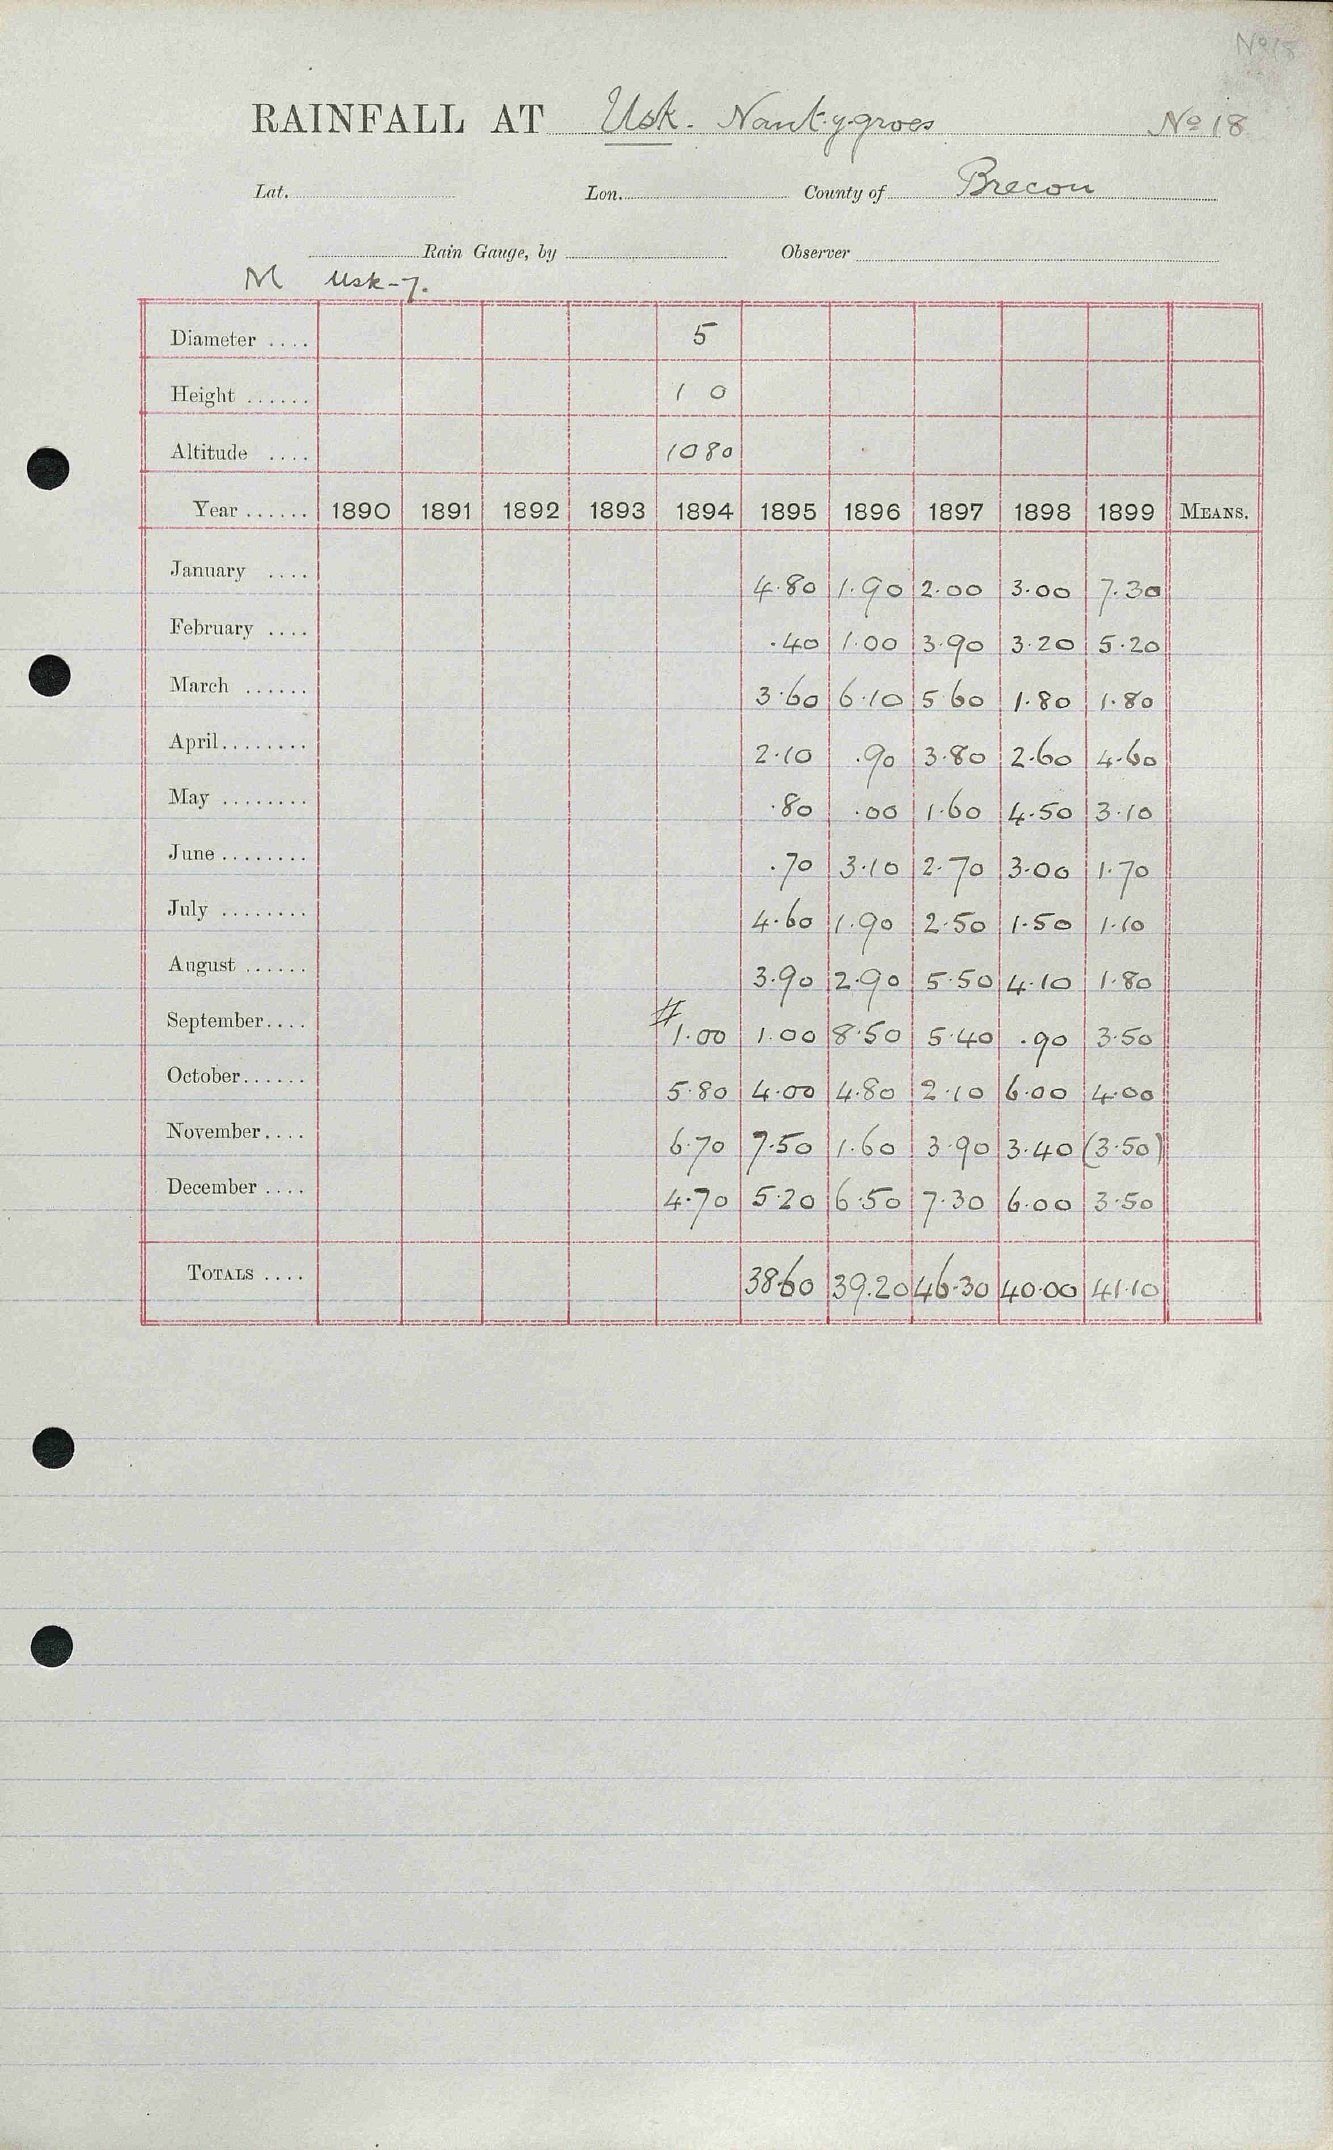 No 18
RAINFALL AT Usk. Nant-y-groes No 18
Lat. Lon. County of Brecon
Rain Gauge, by Observer
M Usk-7.
Diameter .... 5
Height ...... 1 0
Altitude .... 1080
Year ...... 1890 1891 1892 1893 1894 1895 1896 1897 1898 1899 MEANS.
January .... 4.80 1.90 2.00 3.00 7.30
February .... .40 1.00 3.90 3.20 5.20
March ...... 3.60 6.10 5.60 1.80 1.80
April........ 2.10 .90 3.80 2.60 4.60
May ........ .80 .00 1.60 4.50 3.10
June ........ .70 3.10 2.70 3.00 1.70
July ........ 4.60 1.90 2.50 1.50 1.10
August ...... 3.90 2.90 5.50 4.10 1.80
September.... # 1.00 1.00 8.50 5.40 .90 3.50
October...... 5.80 4.00 4.80 2.10 6.00 4.00
November.... 6.70 7.50 1.60 3.90 3.40 (3.50)
December .... 4.70 5.20 6.50 7.30 6.00 3.50
TOTALS .... 38.60 39.20 46.30 40.00 41.10